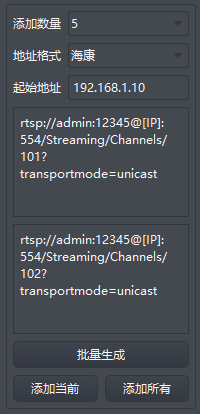 添加数量 5
地址格式 海康
起始地址 192.168.1.10
rtsp://admin:12345@[IP]:
554/Streaming/Channels/
101?
transportmode=unicast
rtsp://admin:12345@[IP]:
554/Streaming/Channels/
102?
transportmode=unicast
批量生成
添加当前 添加所有